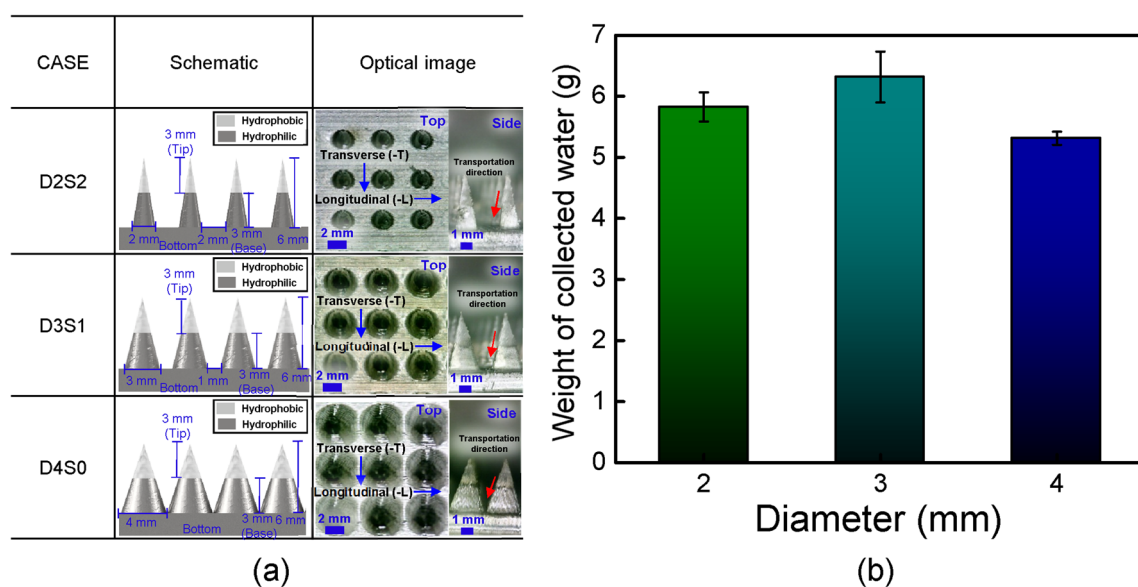 CASE
Schematic
Optical image
D2S2
Hydrophobic
Hydrophilic
3 mm
(Tip)
2 mm
Bottom
2 mm
3 mm
(Base)
6 mm
Top
Transverse (-T)
Longitudinal (-L)
2 mm
Side
Transportation
direction
1 mm
D3S1
Hydrophobic
Hydrophilic
3 mm
(Tip)
3 mm
Bottom
1 mm
3 mm
(Base)
6 mm
Top
Transverse (-T)
Longitudinal (-L)
2 mm
Side
Transportation
direction
1 mm
D4S0
Hydrophobic
Hydrophilic
3 mm
(Tip)
4 mm
Bottom
3 mm
(Base)
6 mm
Top
Transverse (-T)
Longitudinal (-L)
2 mm
Side
Transportation
direction
1 mm
(a)
Weight of collected water (g)
7
6
5
4
3
2
1
0
2
3
4
Diameter (mm)
(b)